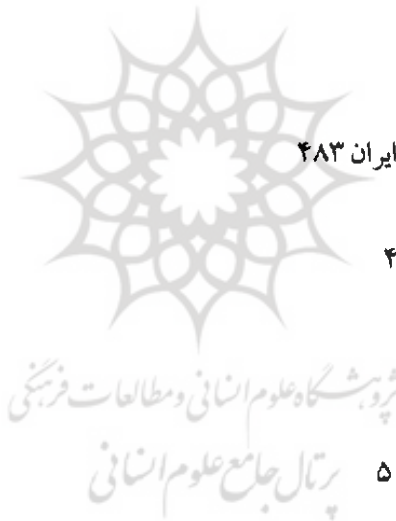 ایران ۴۸۳
۴
پژوهشگاه علوم انسانی و مطالعات فرهنگی
۵
پرتال جامع علوم انسانی